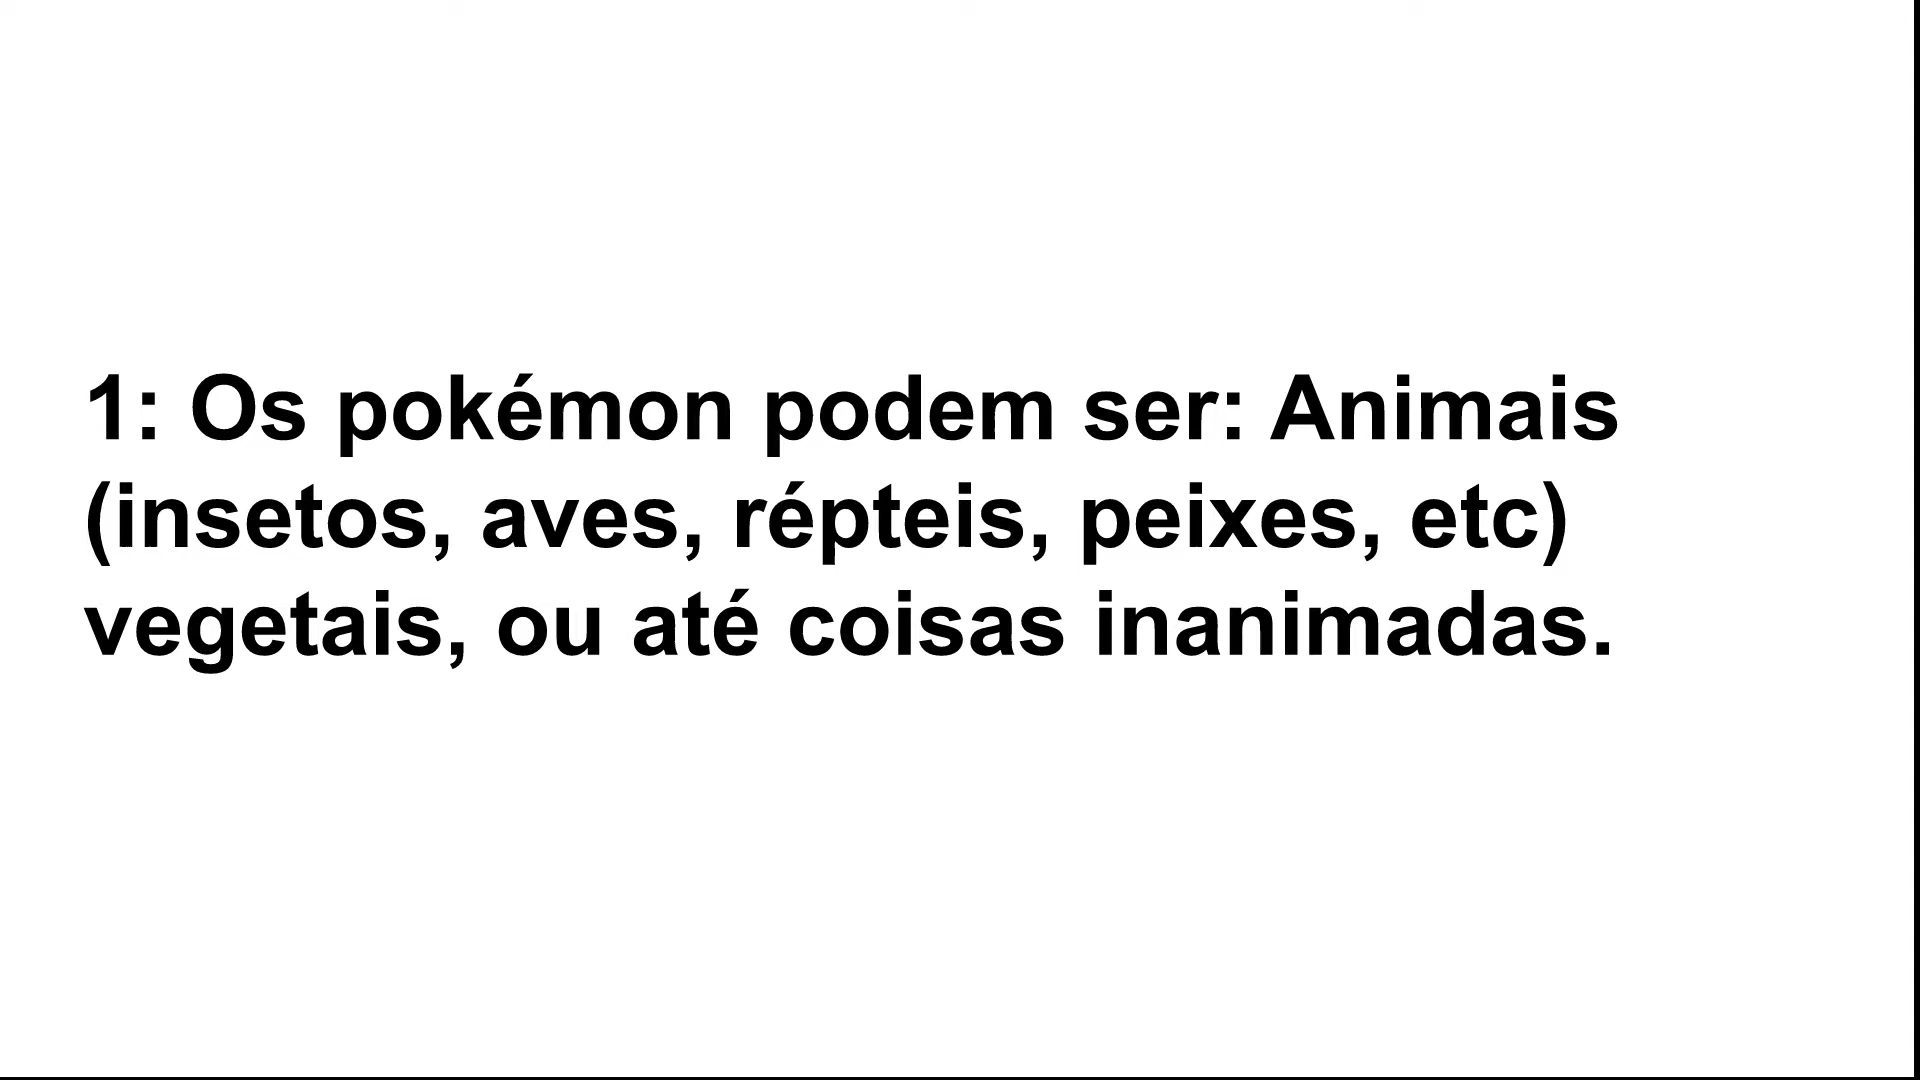 1: Os pokémon podem ser: Animais
(insetos, aves, répteis, peixes, etc)
vegetais, ou até coisas inanimadas.